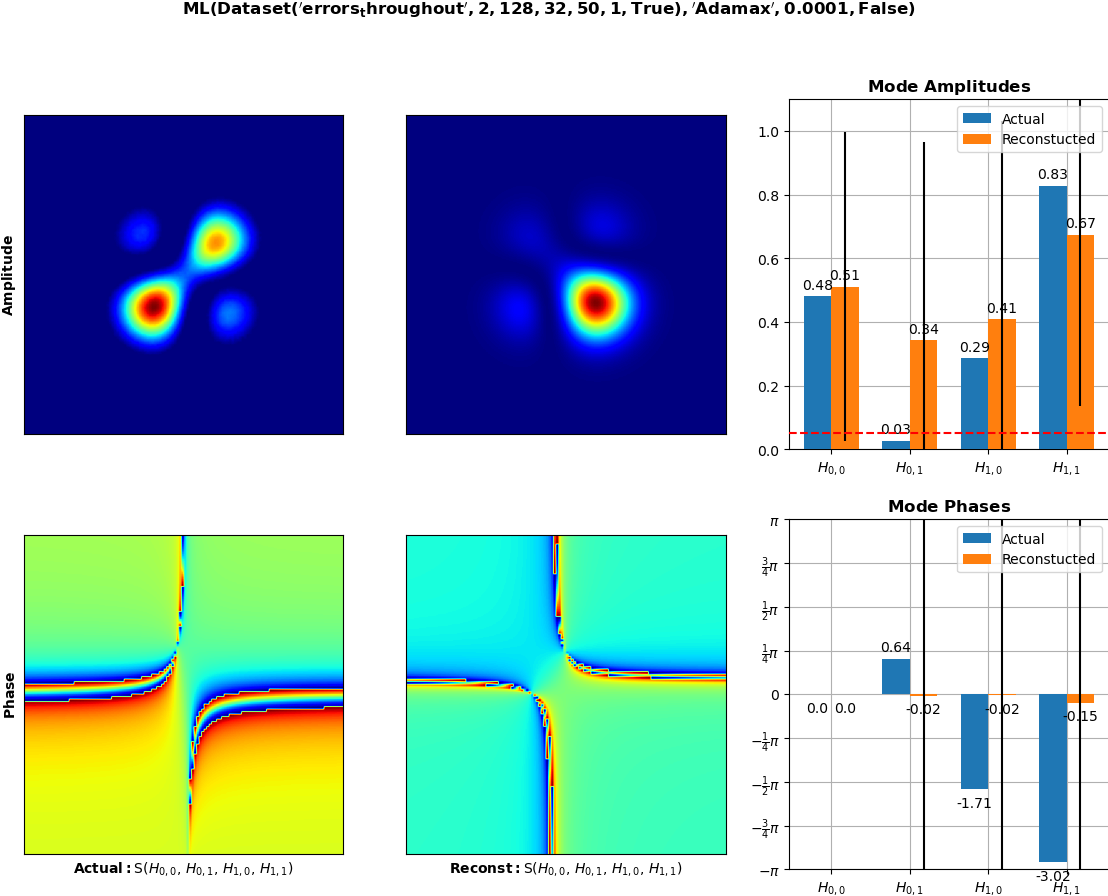 ML(Dataset('errors_throughout', 2, 128, 32, 50, 1, True), 'Adamax', 0.0001, False)
Amplitude
Mode Amplitudes
Actual
Reconstucted
1.0
0.8
0.6
0.4
0.2
0.0
0.48
0.51
0.03
0.34
0.29
0.41
0.83
0.67
H0,0
H0,1
H1,0
H1,1
Phase
Actual: S(H0,0, H0,1, H1,0, H1,1)
Reconst: S(H0,0, H0,1, H1,0, H1,1)
Mode Phases
Actual
Reconstucted
π
3/4π
1/2π
1/4π
0
−1/4π
−1/2π
−3/4π
−π
0.0
0.0
0.64
-0.02
-1.71
-0.02
-3.02
-0.15
H0,0
H0,1
H1,0
H1,1